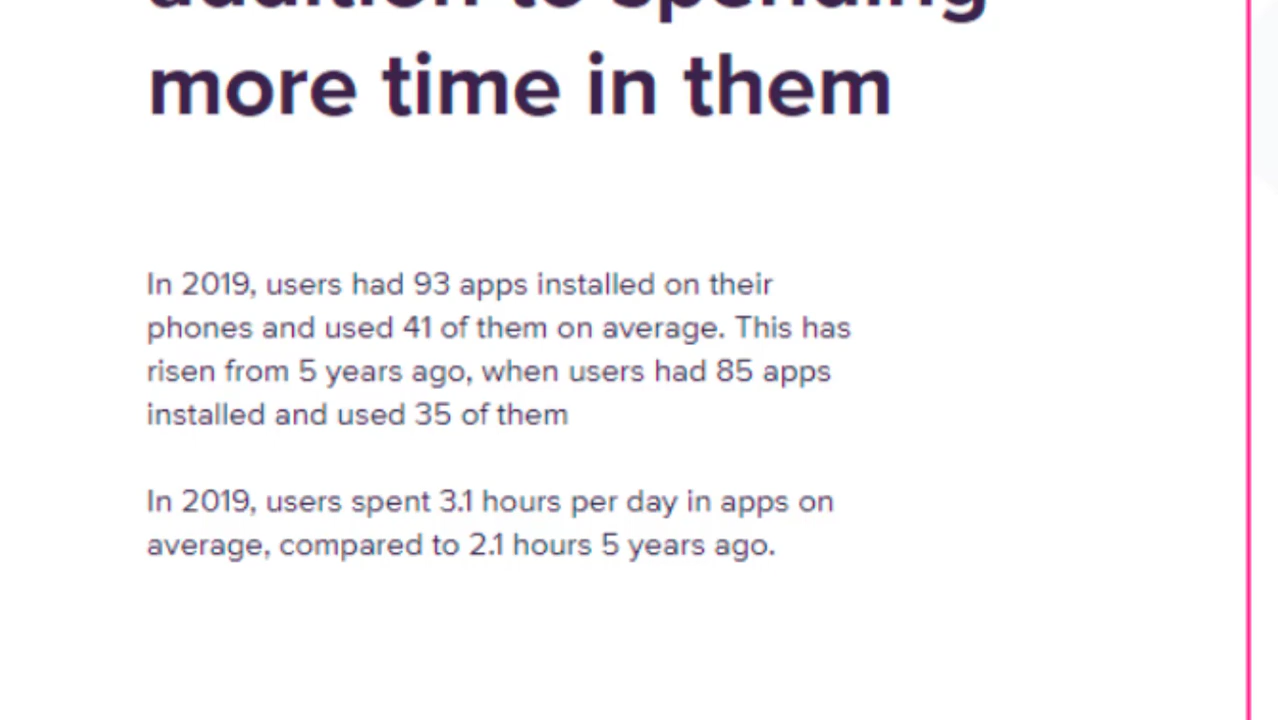 addition to spending
more time in them
In 2019, users had 93 apps installed on their
phones and used 41 of them on average. This has
risen from 5 years ago, when users had 85 apps
installed and used 35 of them
In 2019, users spent 3.1 hours per day in apps on
average, compared to 2.1 hours 5 years ago.